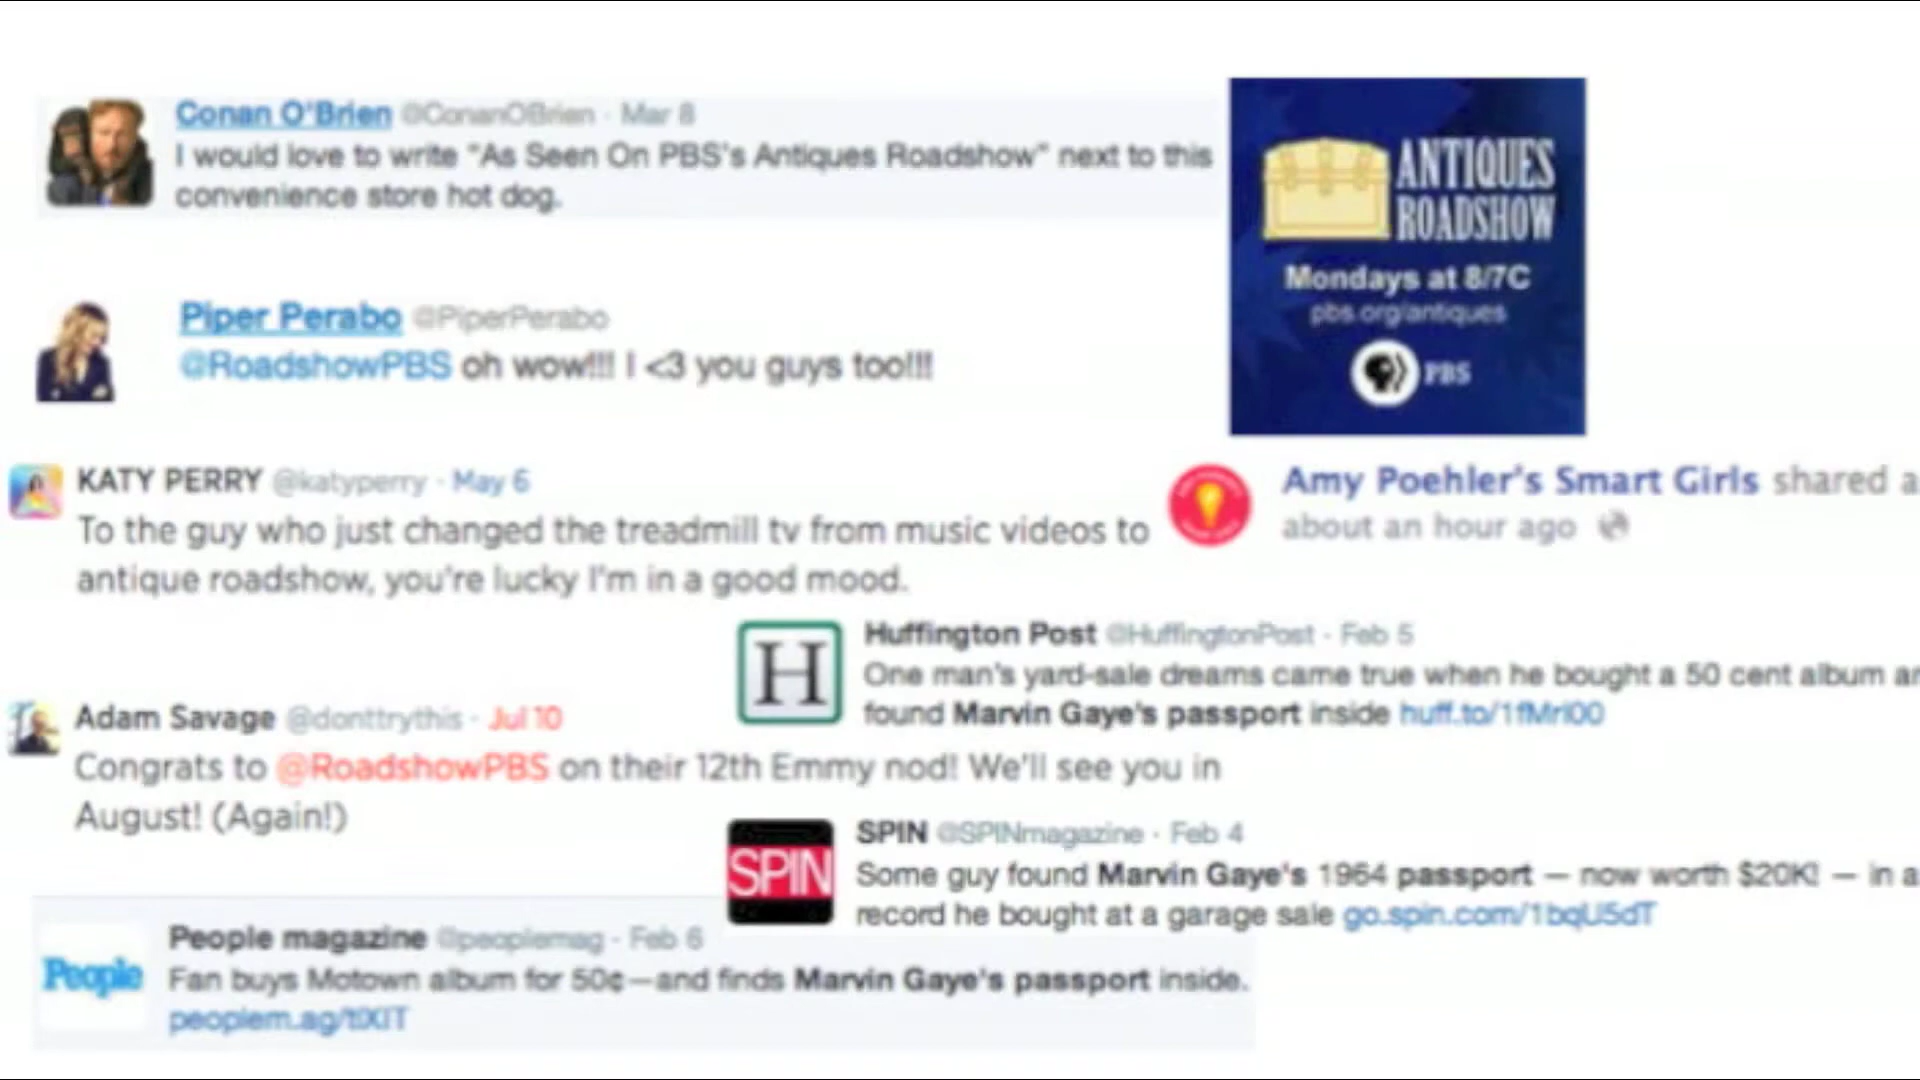 Conan O'Brien @ConanOBrien · Mar 8
I would love to write "As Seen On PBS's Antiques Roadshow" next to this
convenience store hot dog.
ANTIQUES
ROADSHOW
Mondays at 8/7C
pbs.org/antiques
PBS
Piper Perabo @PiperPerabo
@RoadshowPBS oh wow!!! I <3 you guys too!!!
KATY PERRY @katyperry · May 6
To the guy who just changed the treadmill tv from music videos to
antique roadshow, you're lucky I'm in a good mood.
Amy Poehler's Smart Girls shared a
about an hour ago
H
Huffington Post @HuffingtonPost · Feb 5
One man's yard-sale dreams came true when he bought a 50 cent album
found Marvin Gaye's passport inside
Adam Savage @donttrythis · Jul 10
Congrats to @RoadshowPBS on their 12th Emmy nod! We'll see you in
August! (Again!)
SPIN
SPIN @SPINmagazine · Feb 4
Some guy found Marvin Gaye's 1964 passport — now worth $20K! — in a
record he bought at a garage sale go.spin.com/1bqU5dT
People
People magazine @peoplemag · Feb 6
Fan buys Motown album for 50¢—and finds Marvin Gaye's passport inside.